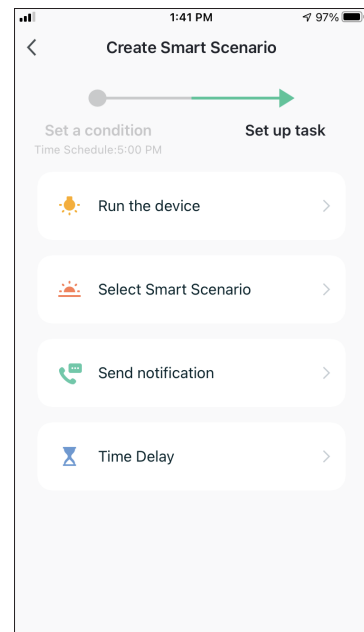 1:41 PM
97%
Create Smart Scenario
Set a condition
Set up task
Time Schedule:5:00 PM
Run the device
Select Smart Scenario
Send notification
Time Delay